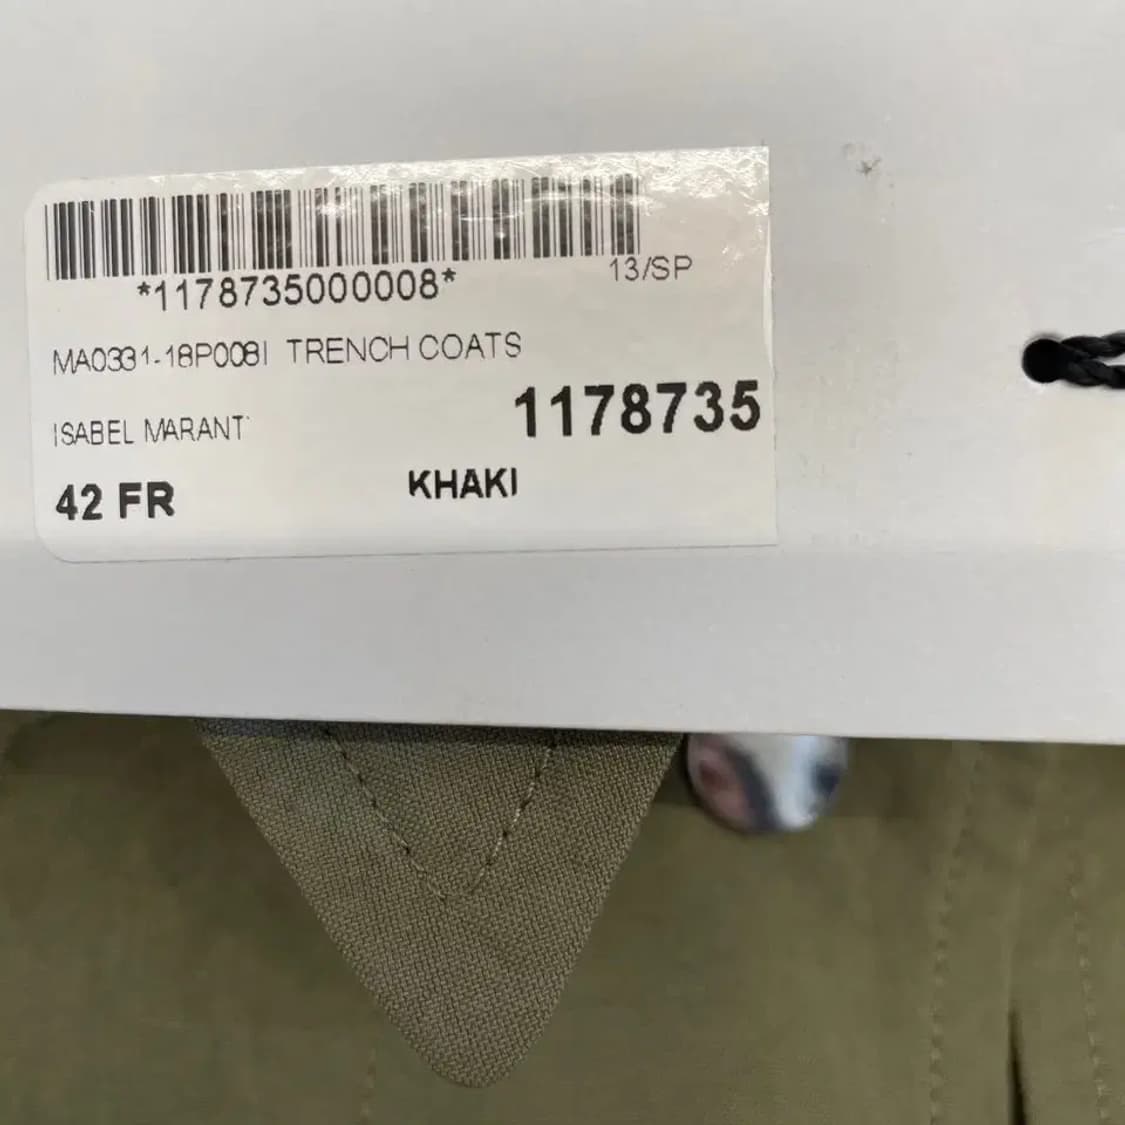 *1178735000008*
13/SP
MA0331-18P008I TRENCH COATS
ISABEL MARANT
1178735
42 FR
KHAKI